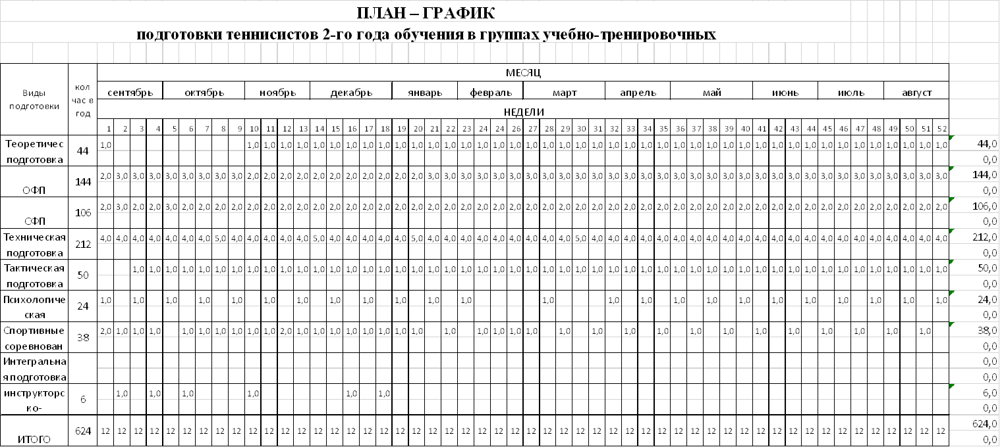 ПЛАН – ГРАФИК
подготовки теннисистов 2-го года обучения в группах учебно-тренировочных
Виды подготовки
кол час в год
МЕСЯЦ
сентябрь октябрь ноябрь декабрь январь февраль март апрель май июнь июль август
НЕДЕЛИ
1 2 3 4 5 6 7 8 9 10 11 12 13 14 15 16 17 18 19 20 21 22 23 24 24 26 27 28 29 30 31 32 33 34 35 36 37 38 39 40 41 42 43 44 45 46 47 48 49 50 51 52
Теоретичес 44 1,0 1,0 1,0 1,0 1,0 1,0 1,0 1,0 1,0 1,0 1,0 1,0 1,0 1,0 1,0 1,0 1,0 1,0 1,0 1,0 1,0 1,0 1,0 1,0 1,0 1,0 1,0 1,0 1,0 1,0 1,0 1,0 1,0 1,0 1,0 1,0 1,0 1,0 1,0 1,0 1,0 1,0 1,0 1,0 44,0
подготовка 0,0
ОФП 144 2,0 3,0 3,0 3,0 3,0 3,0 3,0 3,0 3,0 2,0 2,0 2,0 2,0 2,0 2,0 2,0 2,0 2,0 2,0 2,0 3,0 3,0 3,0 3,0 3,0 3,0 3,0 3,0 3,0 3,0 3,0 3,0 3,0 3,0 3,0 3,0 3,0 3,0 3,0 3,0 3,0 3,0 3,0 3,0 3,0 3,0 3,0 3,0 3,0 3,0 3,0 3,0 144,0
0,0
СФП 106 2,0 3,0 2,0 2,0 3,0 2,0 2,0 2,0 2,0 2,0 2,0 2,0 2,0 2,0 2,0 2,0 2,0 2,0 2,0 2,0 2,0 2,0 2,0 2,0 2,0 2,0 2,0 2,0 2,0 2,0 2,0 2,0 2,0 2,0 2,0 2,0 2,0 2,0 2,0 2,0 2,0 2,0 2,0 2,0 2,0 2,0 2,0 2,0 2,0 2,0 2,0 2,0 106,0
0,0
Техническая 212 4,0 4,0 4,0 4,0 4,0 4,0 4,0 5,0 4,0 4,0 4,0 4,0 4,0 5,0 4,0 4,0 4,0 4,0 4,0 5,0 4,0 4,0 4,0 4,0 4,0 4,0 4,0 4,0 4,0 5,0 4,0 4,0 4,0 4,0 4,0 4,0 4,0 4,0 4,0 4,0 4,0 4,0 4,0 4,0 4,0 4,0 4,0 4,0 4,0 4,0 4,0 4,0 212,0
подготовка 0,0
Тактическая 50 1,0 1,0 1,0 1,0 1,0 1,0 1,0 1,0 1,0 1,0 1,0 1,0 1,0 1,0 1,0 1,0 1,0 1,0 1,0 1,0 1,0 1,0 1,0 1,0 1,0 1,0 1,0 1,0 1,0 1,0 1,0 1,0 1,0 1,0 1,0 1,0 1,0 1,0 1,0 1,0 1,0 1,0 1,0 1,0 1,0 1,0 1,0 1,0 1,0 1,0 50,0
подготовка 0,0
Психологиче 24 1,0 1,0 1,0 1,0 1,0 1,0 1,0 1,0 1,0 1,0 1,0 1,0 1,0 1,0 1,0 1,0 1,0 1,0 1,0 1,0 1,0 1,0 1,0 1,0 24,0
ская 0,0
Спортивные 38 2,0 1,0 1,0 1,0 1,0 1,0 1,0 1,0 1,0 1,0 2,0 1,0 1,0 1,0 1,0 1,0 1,0 1,0 1,0 1,0 1,0 1,0 1,0 1,0 1,0 1,0 1,0 1,0 1,0 1,0 1,0 1,0 1,0 1,0 1,0 1,0 38,0
соревнован 0,0
Интегральна 0,0
я подготовка 0,0
инструкторс 6 1,0 1,0 1,0 1,0 1,0 1,0 6,0
ко- 0,0
ИТОГО 624 12 12 12 12 12 12 12 12 12 12 12 12 12 12 12 12 12 12 12 12 12 12 12 12 12 12 12 12 12 12 12 12 12 12 12 12 12 12 12 12 12 12 12 12 12 12 12 12 12 12 12 12 624,0
0,0